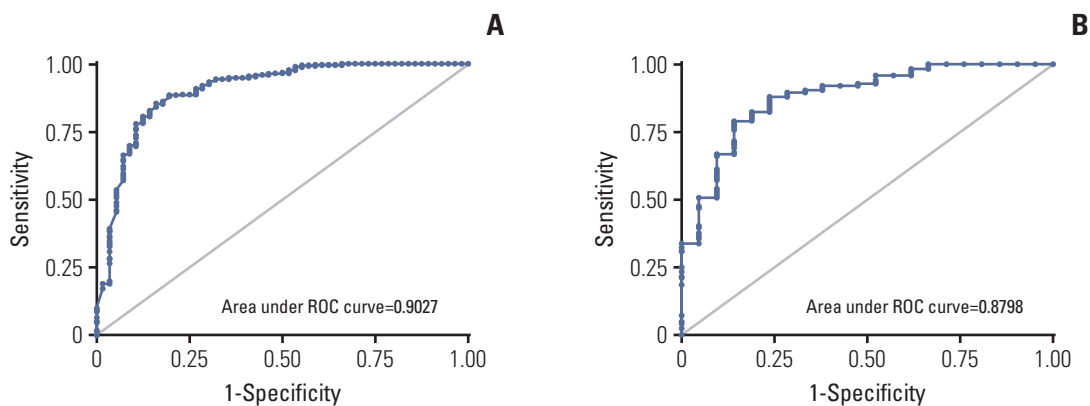 A
1.00
0.75
0.50
0.25
0
Sensitivity
Area under ROC curve=0.9027
0 0.25 0.50 0.75 1.00
1-Specificity
B
1.00
0.75
0.50
0.25
0
Sensitivity
Area under ROC curve=0.8798
0 0.25 0.50 0.75 1.00
1-Specificity